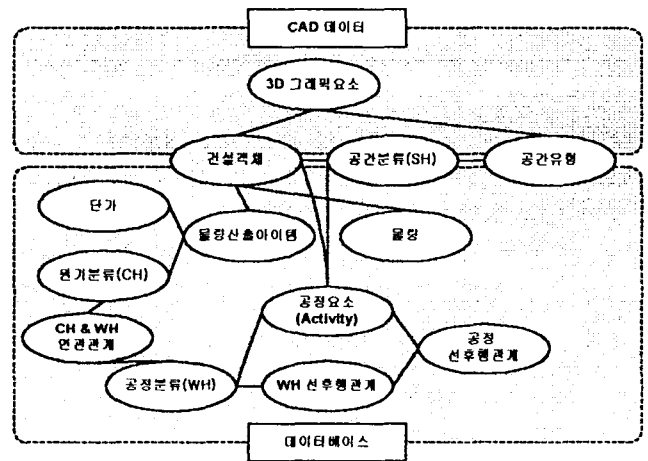 CAD 데이터
3D 그래픽요소
건설객체
공간분류(SH)
공간유형
단가
물량산출아이템
물량
원가분류(CH)
공정요소
(Activity)
CH & WH
연관관계
공정
선후행관계
공정분류(WH)
WH 선후행관계
데이터베이스